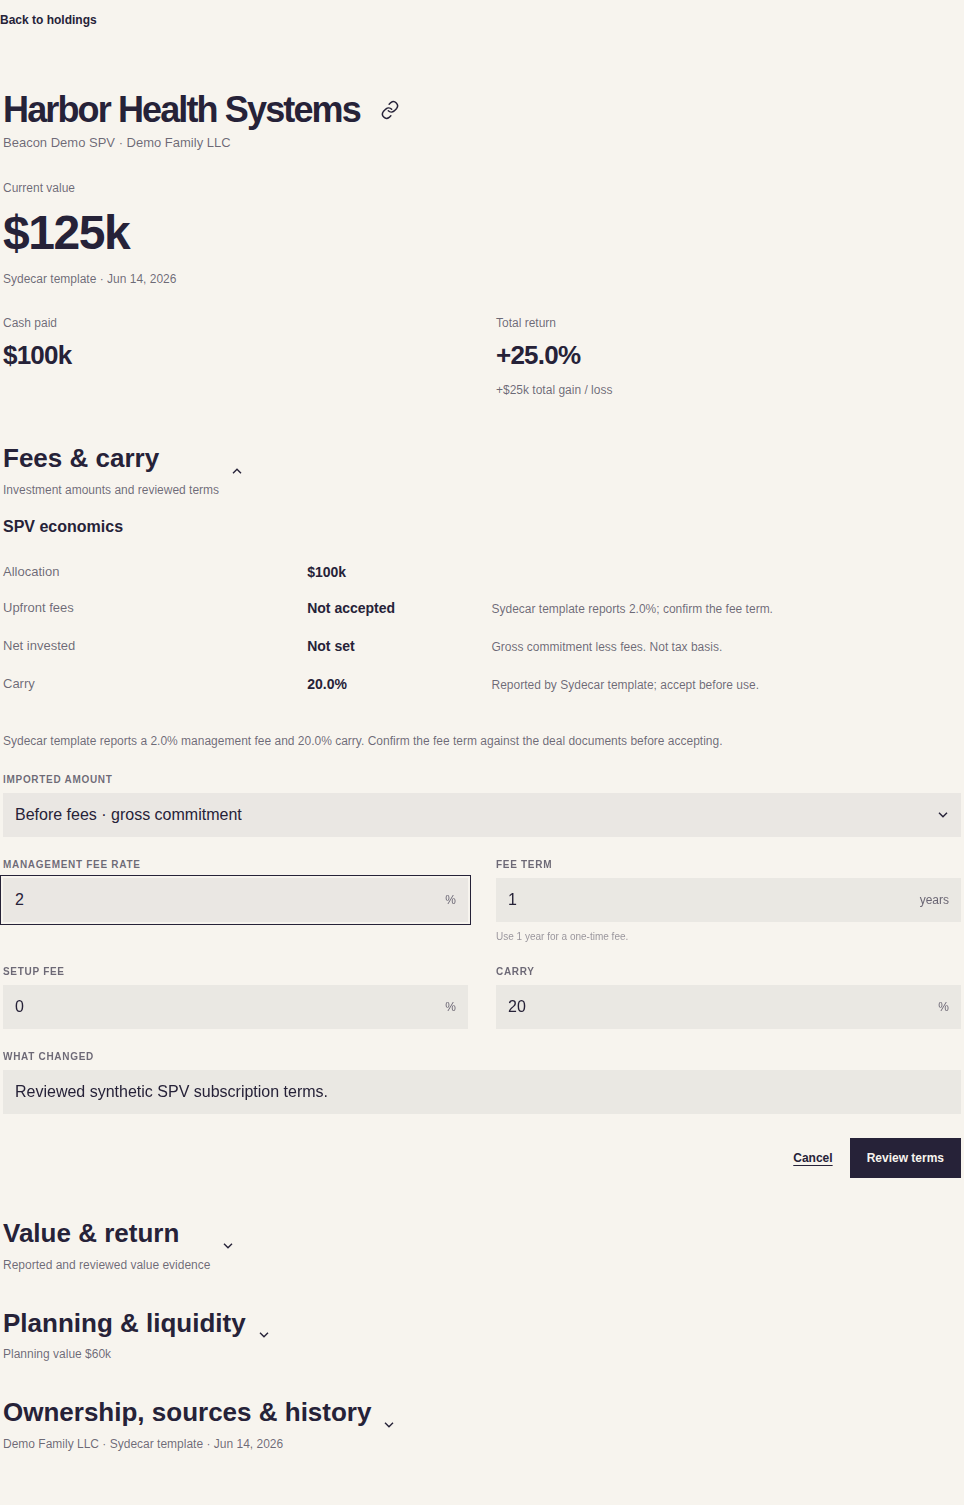 Back to holdings
Harbor Health Systems
Beacon Demo SPV · Demo Family LLC
Current value
$125k
Sydecar template · Jun 14, 2026
Cash paid
$100k
Total return
+25.0%
+$25k total gain / loss
Fees & carry
Investment amounts and reviewed terms
SPV economics
Allocation $100k
Upfront fees Not accepted Sydecar template reports 2.0%; confirm the fee term.
Net invested Not set Gross commitment less fees. Not tax basis.
Carry 20.0% Reported by Sydecar template; accept before use.
Sydecar template reports a 2.0% management fee and 20.0% carry. Confirm the fee term against the deal documents before accepting.
IMPORTED AMOUNT
Before fees · gross commitment
MANAGEMENT FEE RATE
2 %
FEE TERM
1 years
Use 1 year for a one-time fee.
SETUP FEE
0 %
CARRY
20 %
WHAT CHANGED
Reviewed synthetic SPV subscription terms.
Cancel Review terms
Value & return
Reported and reviewed value evidence
Planning & liquidity
Planning value $60k
Ownership, sources & history
Demo Family LLC · Sydecar template · Jun 14, 2026